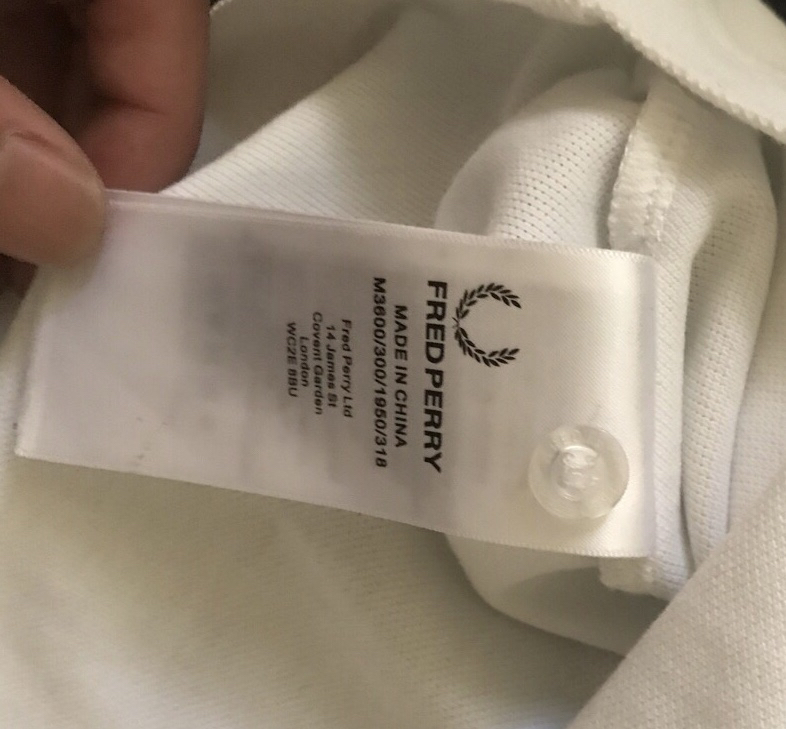 FRED PERRY
MADE IN CHINA
M3600/300/1950/318
Fred Perry Ltd
14 James St
Covent Garden
London
WC2E 8BU